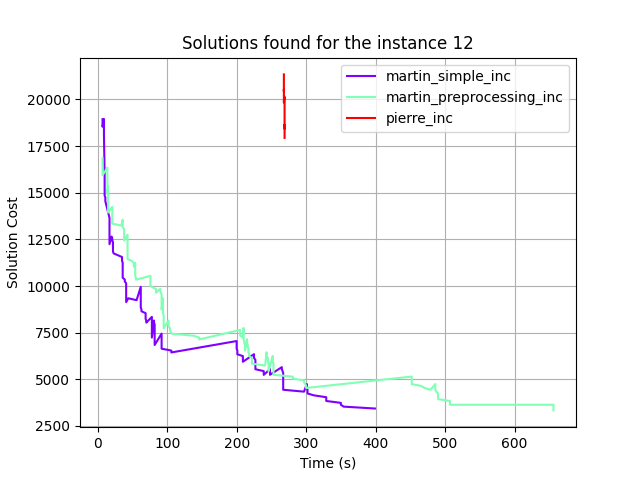 Solutions found for the instance 12
martin_simple_inc
martin_preprocessing_inc
pierre_inc
Solution Cost
20000
17500
15000
12500
10000
7500
5000
2500
0 100 200 300 400 500 600
Time (s)